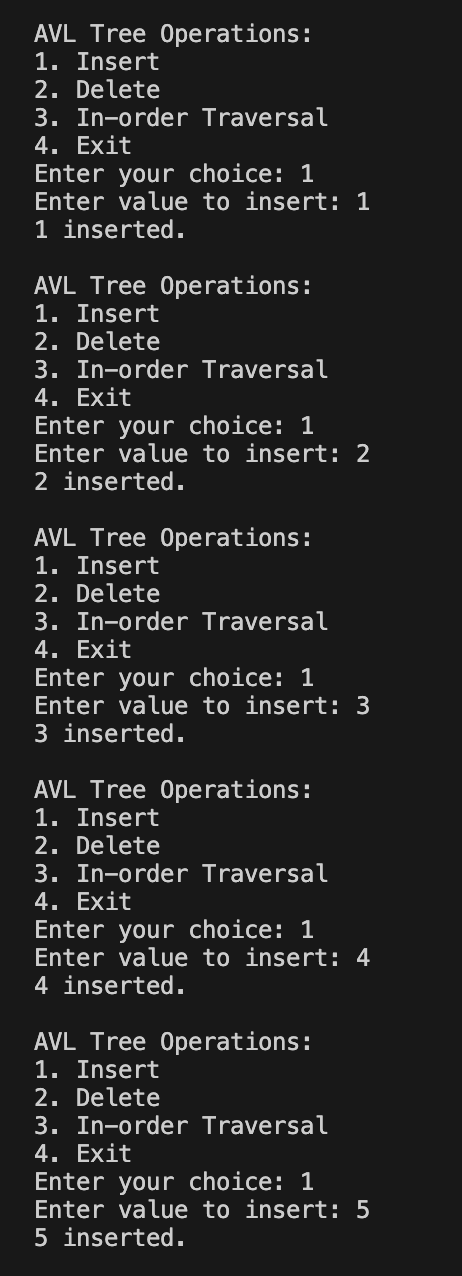 AVL Tree Operations:
1. Insert
2. Delete
3. In-order Traversal
4. Exit
Enter your choice: 1
Enter value to insert: 1
1 inserted.

AVL Tree Operations:
1. Insert
2. Delete
3. In-order Traversal
4. Exit
Enter your choice: 1
Enter value to insert: 2
2 inserted.

AVL Tree Operations:
1. Insert
2. Delete
3. In-order Traversal
4. Exit
Enter your choice: 1
Enter value to insert: 3
3 inserted.

AVL Tree Operations:
1. Insert
2. Delete
3. In-order Traversal
4. Exit
Enter your choice: 1
Enter value to insert: 4
4 inserted.

AVL Tree Operations:
1. Insert
2. Delete
3. In-order Traversal
4. Exit
Enter your choice: 1
Enter value to insert: 5
5 inserted.